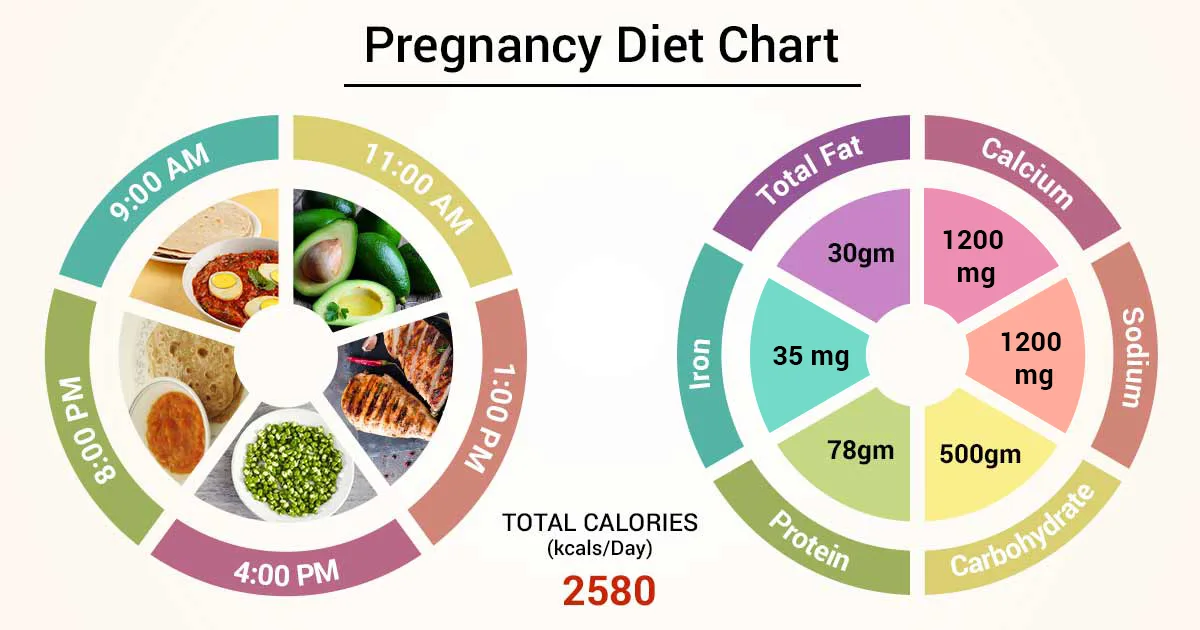 Pregnancy Diet Chart
9:00 AM
11:00 AM
1:00 PM
4:00 PM
8:00 PM
TOTAL CALORIES
(kcals/Day)
2580
Total Fat
30gm
Calcium
1200
mg
Sodium
1200
mg
Carbohydrate
500gm
Protein
78gm
Iron
35 mg